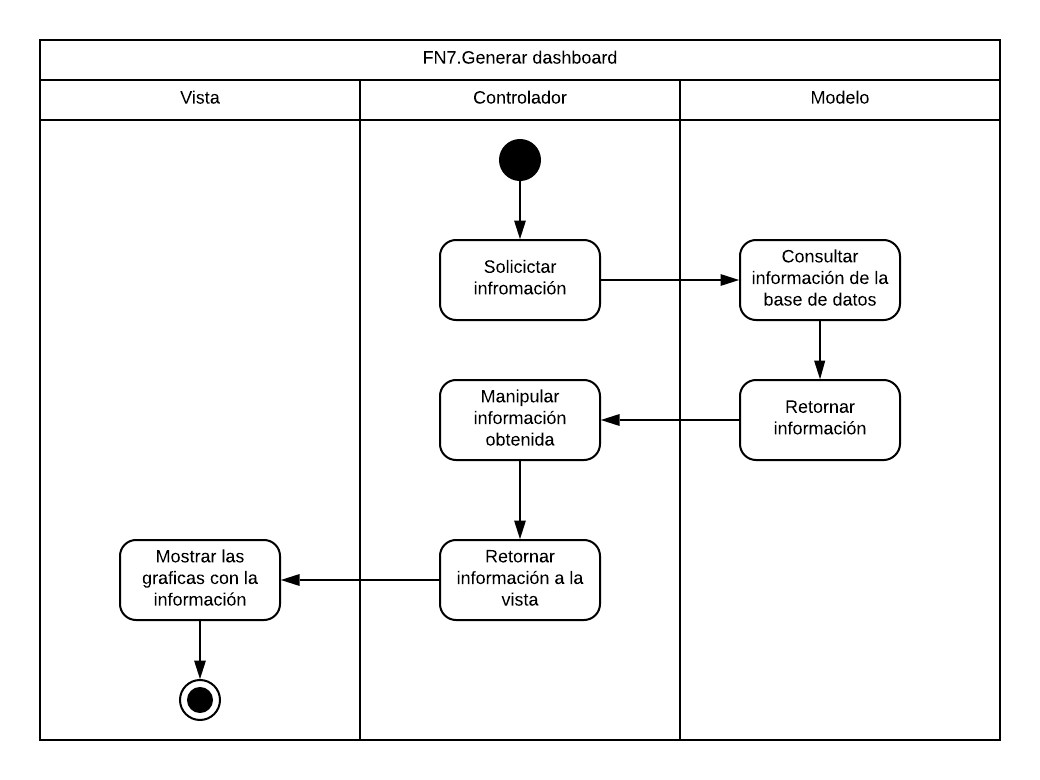 FN7.Generar dashboard
Vista
Controlador
Modelo
Solicictar
infromación
Consultar
información de la
base de datos
Manipular
información
obtenida
Retornar
información
Mostrar las
graficas con la
información
Retornar
información a la
vista